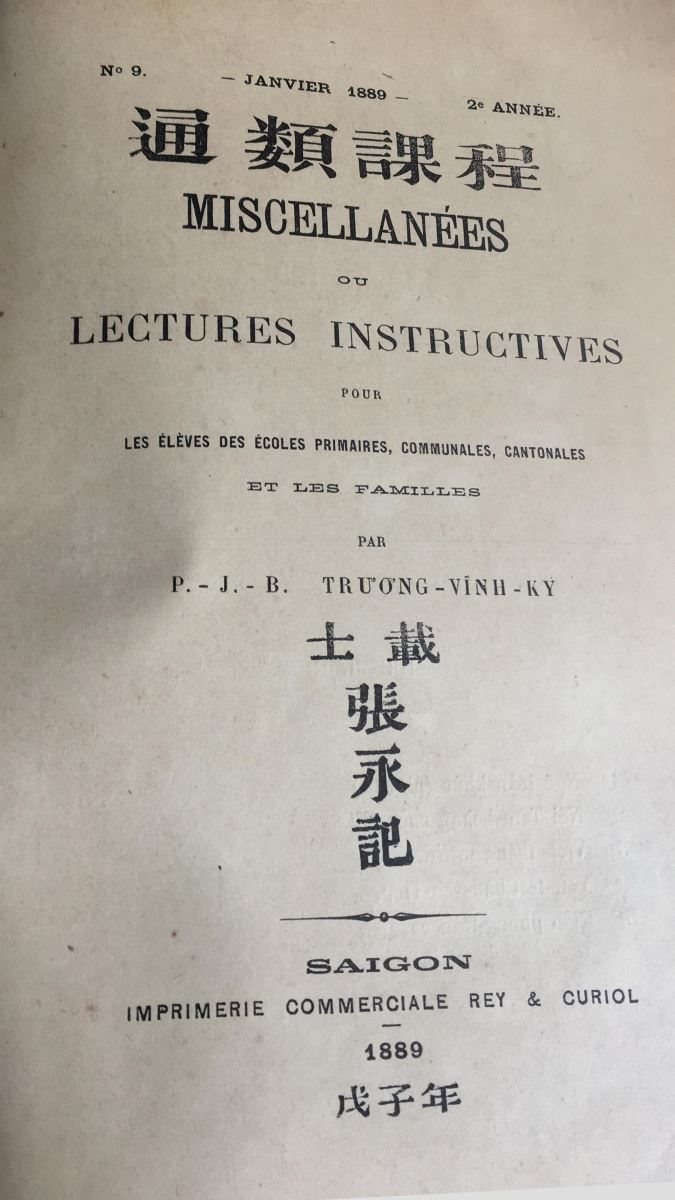 Nº 9.
— JANVIER 1889 —
2e ANNÉE.
通類課程
MISCELLANÉES
OU
LECTURES INSTRUCTIVES
POUR
LES ÉLÈVES DES ÉCOLES PRIMAIRES, COMMUNALES, CANTONALES
ET LES FAMILLES
PAR
P.-J.-B. TRƯƠNG-VĨNH-KÝ
士載
張
永
記
SAIGON
IMPRIMERIE COMMERCIALE REY & CURIOL
—
1889
戊子年